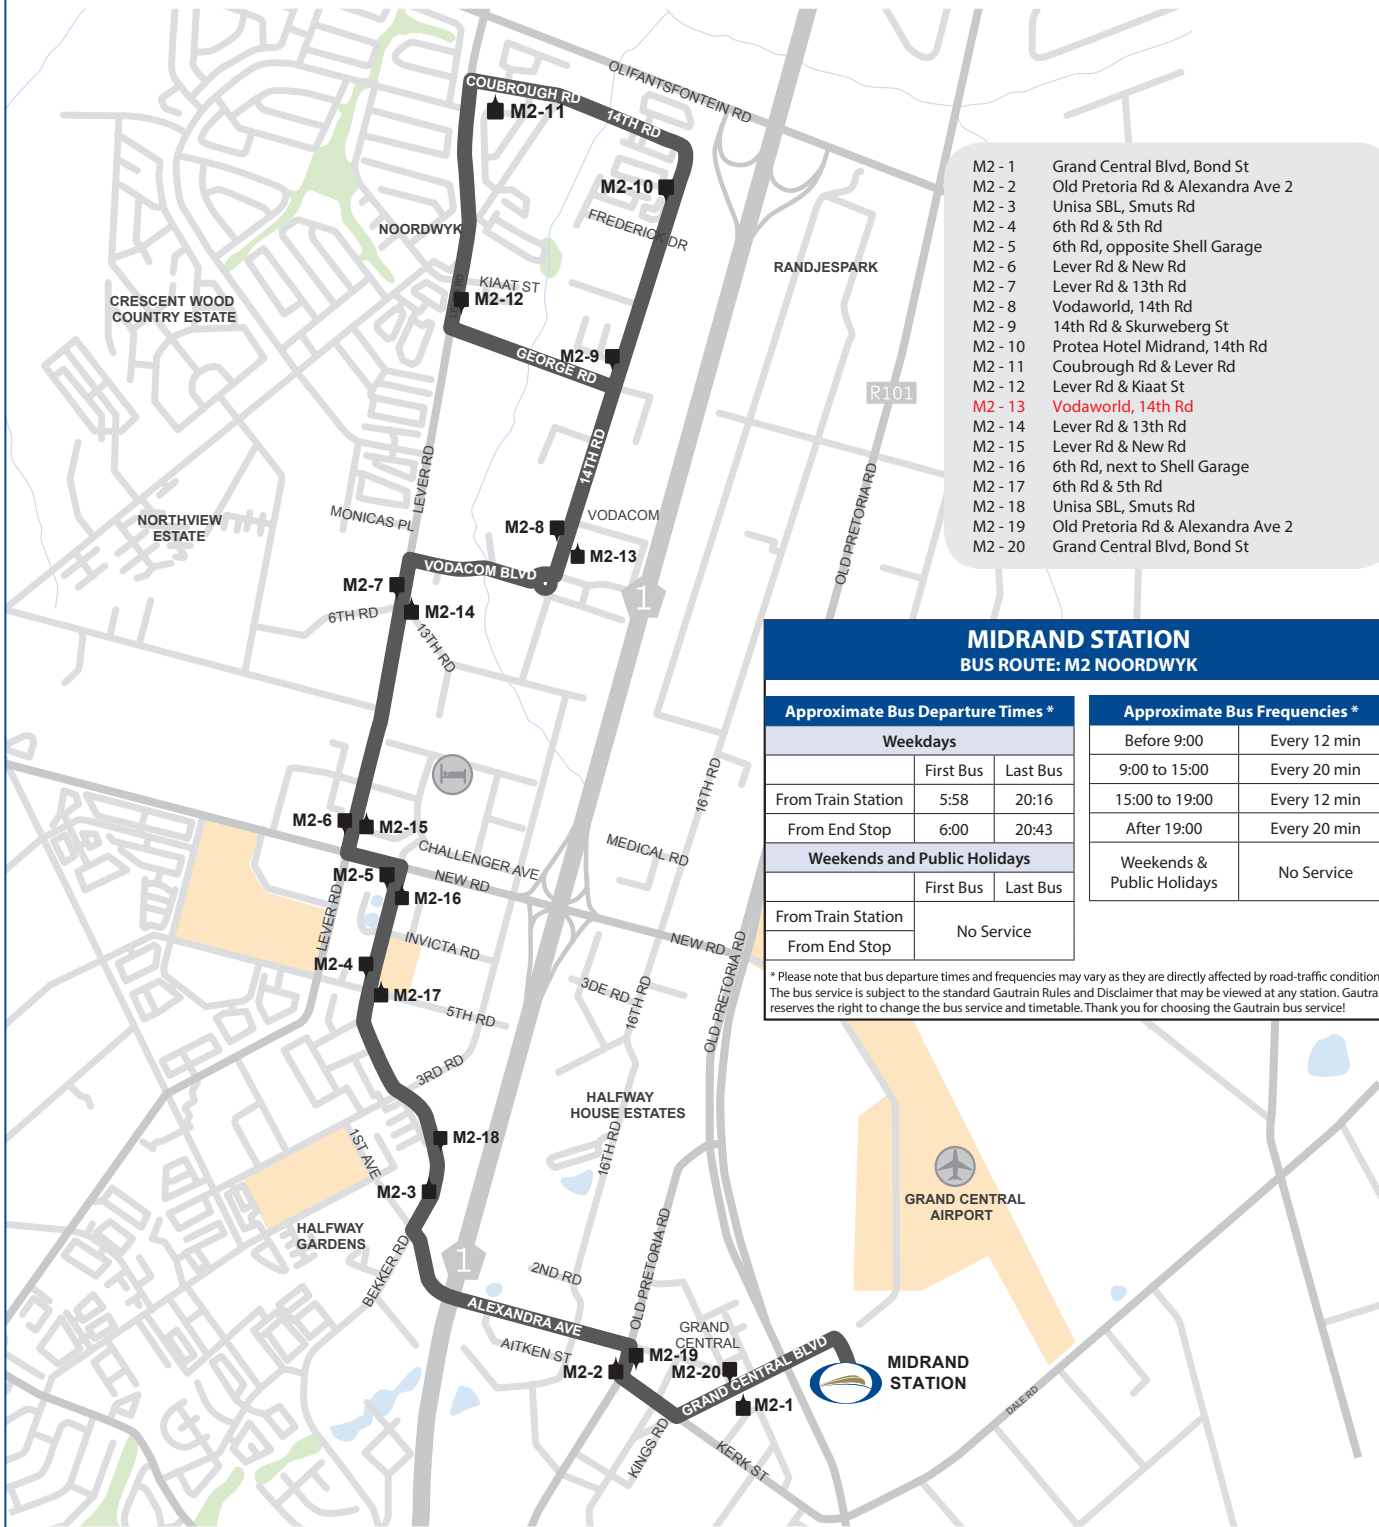 OLIFANTSFONTEIN RD
COUBROUGH RD
M2-11
14TH RD
M2-10
FREDERICK DR
NOORDWYK
RANDJESPARK
KIAAT ST
M2-12
CRESCENT WOOD
COUNTRY ESTATE
M2-9
GEORGE RD
R101
14TH RD
LEVER RD
OLD PRETORIA RD
MONICAS PL
NORTHVIEW
ESTATE
M2-8
VODACOM
M2-13
VODACOM BLVD
M2-7
1
6TH RD
M2-14
13TH RD
M2 - 1 Grand Central Blvd, Bond St
M2 - 2 Old Pretoria Rd & Alexandra Ave 2
M2 - 3 Unisa SBL, Smuts Rd
M2 - 4 6th Rd & 5th Rd
M2 - 5 6th Rd, opposite Shell Garage
M2 - 6 Lever Rd & New Rd
M2 - 7 Lever Rd & 13th Rd
M2 - 8 Vodaworld, 14th Rd
M2 - 9 14th Rd & Skurweberg St
M2 - 10 Protea Hotel Midrand, 14th Rd
M2 - 11 Coubrough Rd & Lever Rd
M2 - 12 Lever Rd & Kiaat St
M2 - 13 Vodaworld, 14th Rd
M2 - 14 Lever Rd & 13th Rd
M2 - 15 Lever Rd & New Rd
M2 - 16 6th Rd, next to Shell Garage
M2 - 17 6th Rd & 5th Rd
M2 - 18 Unisa SBL, Smuts Rd
M2 - 19 Old Pretoria Rd & Alexandra Ave 2
M2 - 20 Grand Central Blvd, Bond St
MIDRAND STATION
BUS ROUTE: M2 NOORDWYK
Approximate Bus Departure Times *
Weekdays
First Bus Last Bus
From Train Station 5:58 20:16
From End Stop 6:00 20:43
Weekends and Public Holidays
First Bus Last Bus
From Train Station
No Service
From End Stop
Approximate Bus Frequencies *
Before 9:00 Every 12 min
9:00 to 15:00 Every 20 min
15:00 to 19:00 Every 12 min
After 19:00 Every 20 min
Weekends &
Public Holidays
No Service
* Please note that bus departure times and frequencies may vary as they are directly affected by road-traffic condition
The bus service is subject to the standard Gautrain Rules and Disclaimer that may be viewed at any station. Gautra
reserves the right to change the bus service and timetable. Thank you for choosing the Gautrain bus service!
16TH RD
M2-6
M2-15
CHALLENGER AVE
MEDICAL RD
M2-5
NEW RD
M2-16
LEVER RD
INVICTA RD
NEW RD
OLD PRETORIA RD
M2-4
M2-17
3DE RD
16TH RD
5TH RD
3RD RD
HALFWAY
HOUSE ESTATES
1ST AVE
M2-18
16TH RD
M2-3
GRAND CENTRAL
AIRPORT
HALFWAY
GARDENS
BEKKER RD
1
2ND RD
OLD PRETORIA RD
ALEXANDRA AVE
AITKEN ST
GRAND
CENTRAL
M2-19
M2-2
M2-20
GRAND CENTRAL BLVD
MIDRAND
STATION
M2-1
DALE RD
KINGS RD
KERK ST